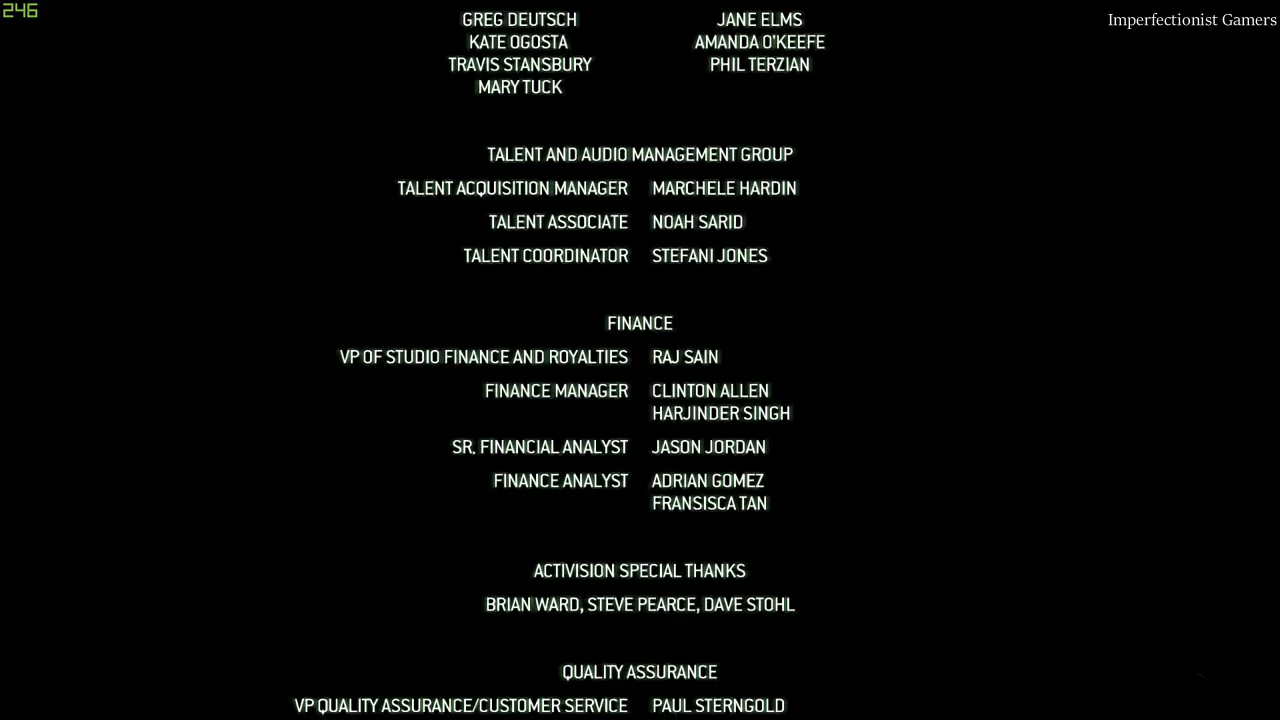 246
Imperfectionist Gamers
GREG DEUTSCH JANE ELMS
KATE OGOSTA AMANDA O'KEEFE
TRAVIS STANSBURY PHIL TERZIAN
MARY TUCK
TALENT AND AUDIO MANAGEMENT GROUP
TALENT ACQUISITION MANAGER MARCHELE HARDIN
TALENT ASSOCIATE NOAH SARID
TALENT COORDINATOR STEFANI JONES
FINANCE
VP OF STUDIO FINANCE AND ROYALTIES RAJ SAIN
FINANCE MANAGER CLINTON ALLEN
HARJINDER SINGH
SR. FINANCIAL ANALYST JASON JORDAN
FINANCE ANALYST ADRIAN GOMEZ
FRANSISCA TAN
ACTIVISION SPECIAL THANKS
BRIAN WARD, STEVE PEARCE, DAVE STOHL
QUALITY ASSURANCE
VP QUALITY ASSURANCE/CUSTOMER SERVICE PAUL STERNGOLD